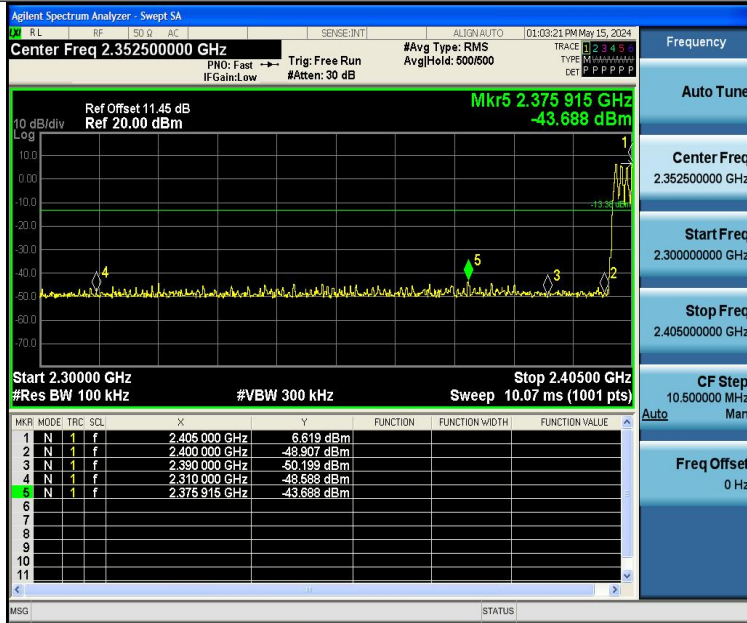 Agilent Spectrum Analyzer - Swept SA
LXI RL RF 50 Ω AC SENSE:INT ALIGN AUTO 01:03:21 PM May 15, 2024
Center Freq 2.352500000 GHz #Avg Type: RMS TRACE 1 2 3 4 5 6
PNO: Fast Trig: Free Run Avg|Hold: 500/500 TYPE M
IFGain:Low #Atten: 30 dB DET P P P P P P
Ref Offset 11.45 dB Mkr5 2.375 915 GHz
10 dB/div Ref 20.00 dBm -43.688 dBm
Log
1
10.0
0.00
-10.0
-13.38 dBm
-20.0
-30.0
-40.0
4 5 3 2
-50.0
-60.0
-70.0
Start 2.30000 GHz Stop 2.40500 GHz
#Res BW 100 kHz #VBW 300 kHz Sweep 10.07 ms (1001 pts)
MKR MODE TRC SCL X Y FUNCTION FUNCTION WIDTH FUNCTION VALUE
1 N 1 f 2.405 000 GHz 6.619 dBm
2 N 1 f 2.400 000 GHz -48.907 dBm
3 N 1 f 2.390 000 GHz -50.199 dBm
4 N 1 f 2.310 000 GHz -48.588 dBm
5 N 1 f 2.375 915 GHz -43.688 dBm
6
7
8
9
10
11
MSG STATUS
Frequency
Auto Tune
Center Freq
2.352500000 GHz
Start Freq
2.300000000 GHz
Stop Freq
2.405000000 GHz
CF Step
10.500000 MHz
Auto Man
Freq Offset
0 Hz